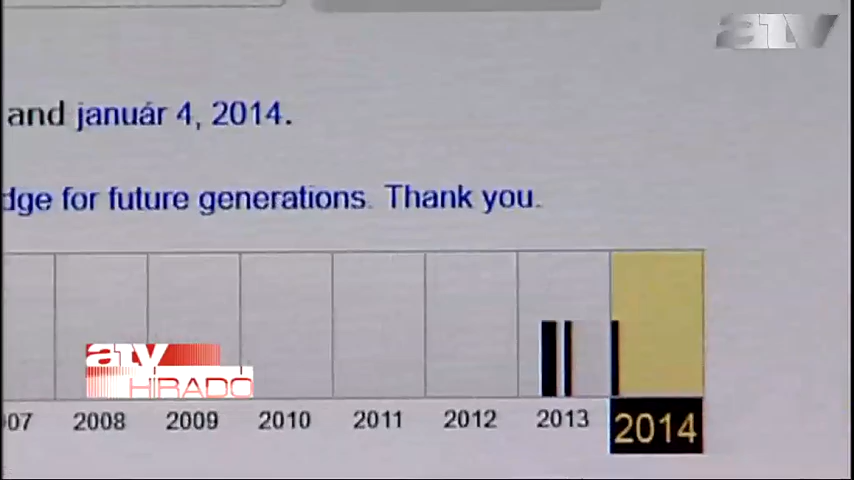 atv
and január 4, 2014.
dge for future generations. Thank you.
atv
HÍRADÓ
07 2008 2009 2010 2011 2012 2013 2014